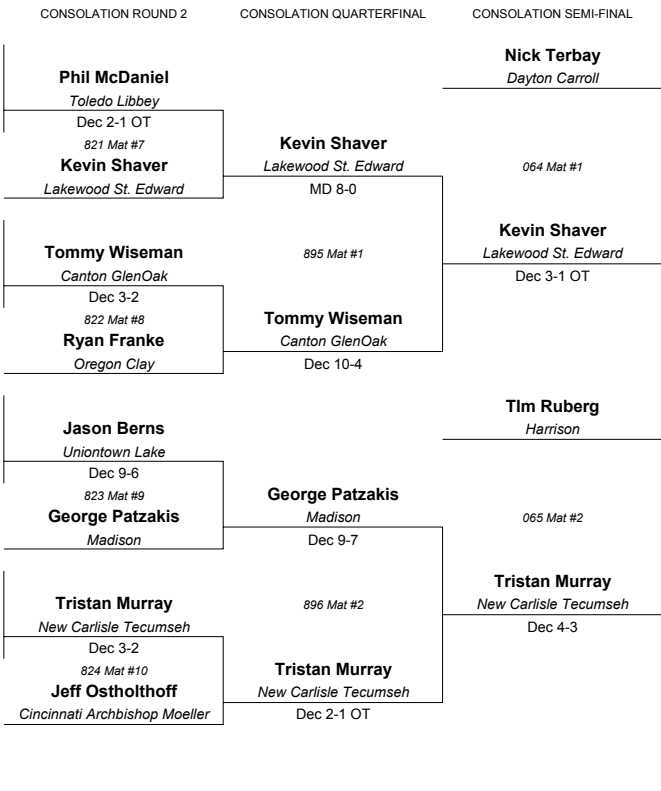 CONSOLATION ROUND 2
CONSOLATION QUARTERFINAL
CONSOLATION SEMI-FINAL
Phil McDaniel
Toledo Libbey
Dec 2-1 OT
821 Mat #7
Kevin Shaver
Lakewood St. Edward
Tommy Wiseman
Canton GlenOak
Dec 3-2
822 Mat #8
Ryan Franke
Oregon Clay
Jason Berns
Uniontown Lake
Dec 9-6
823 Mat #9
George Patzakis
Madison
Tristan Murray
New Carlisle Tecumseh
Dec 3-2
824 Mat #10
Jeff Ostholthoff
Cincinnati Archbishop Moeller
Kevin Shaver
Lakewood St. Edward
MD 8-0
895 Mat #1
Tommy Wiseman
Canton GlenOak
Dec 10-4
George Patzakis
Madison
Dec 9-7
896 Mat #2
Tristan Murray
New Carlisle Tecumseh
Dec 2-1 OT
Nick Terbay
Dayton Carroll
064 Mat #1
Kevin Shaver
Lakewood St. Edward
Dec 3-1 OT
TIm Ruberg
Harrison
065 Mat #2
Tristan Murray
New Carlisle Tecumseh
Dec 4-3